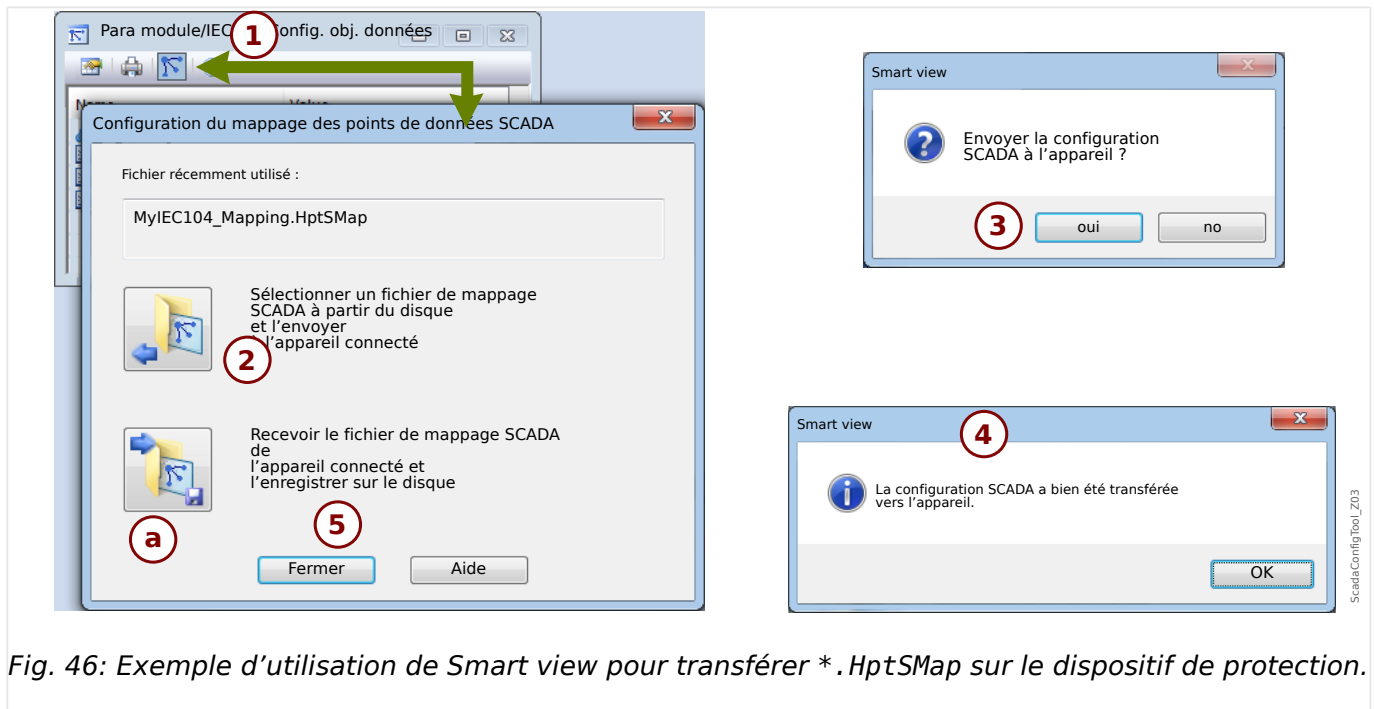 Para module/IEC
1
onfig. obj. données
Configuration du mappage des points de données SCADA
Fichier récemment utilisé :
MyIEC104_Mapping.HptSMap
Sélectionner un fichier de mappage
SCADA à partir du disque
et l'envoyer
l'appareil connecté
2
Recevoir le fichier de mappage SCADA
de
l'appareil connecté et
l'enregistrer sur le disque
a
5
Fermer
Aide
Smart view
Envoyer la configuration
SCADA à l'appareil ?
3
oui
no
Smart view
4
La configuration SCADA a bien été transférée
vers l'appareil.
OK
ScadaConfigTool_Z03
Fig. 46: Exemple d'utilisation de Smart view pour transférer *.HptSMap sur le dispositif de protection.